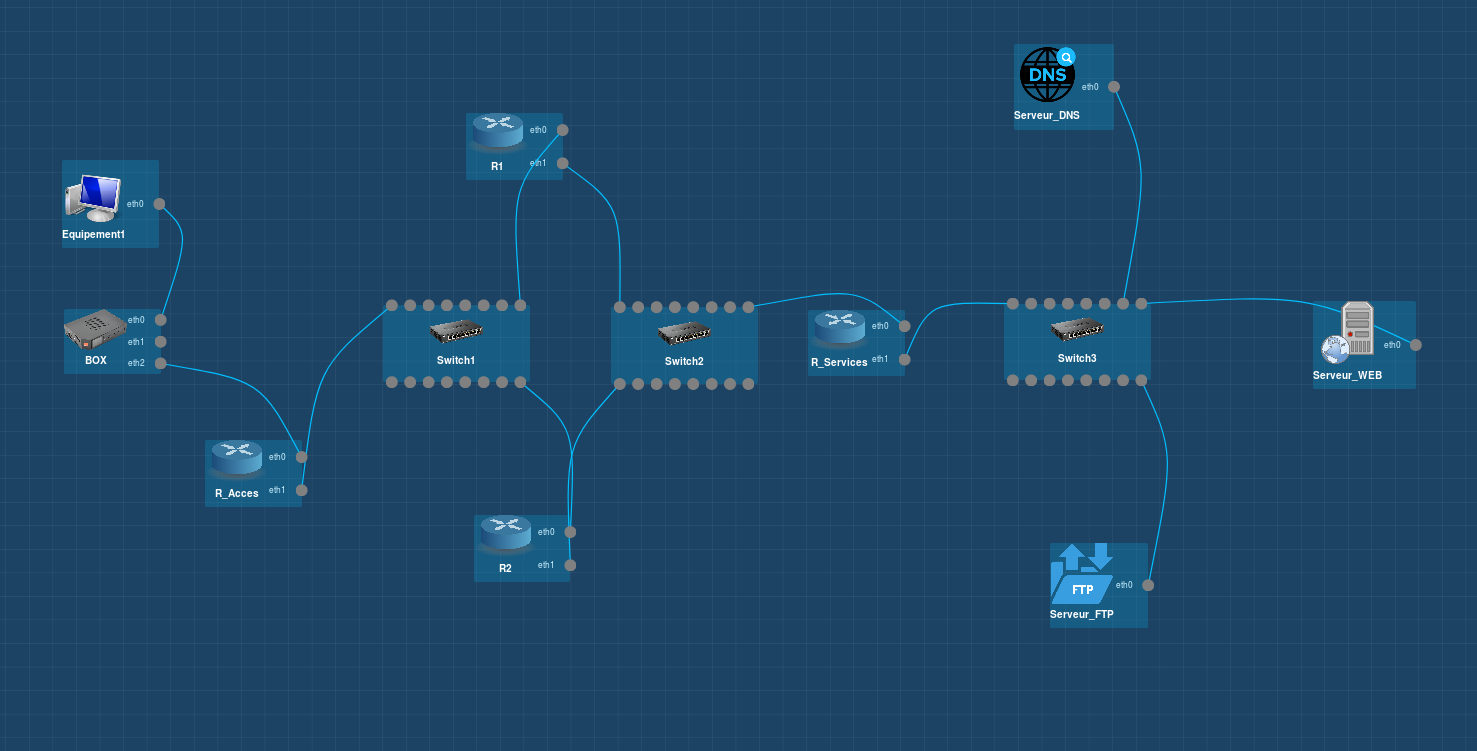 DNS
eth0
Serveur_DNS
eth0
eth1
R1
eth0
Equipement1
eth0
eth1
eth2
BOX
Switch1
Switch2
eth0
eth1
R_Services
Switch3
eth0
Serveur_WEB
eth0
eth1
R_Acces
eth0
eth1
R2
FTP
eth0
Serveur_FTP